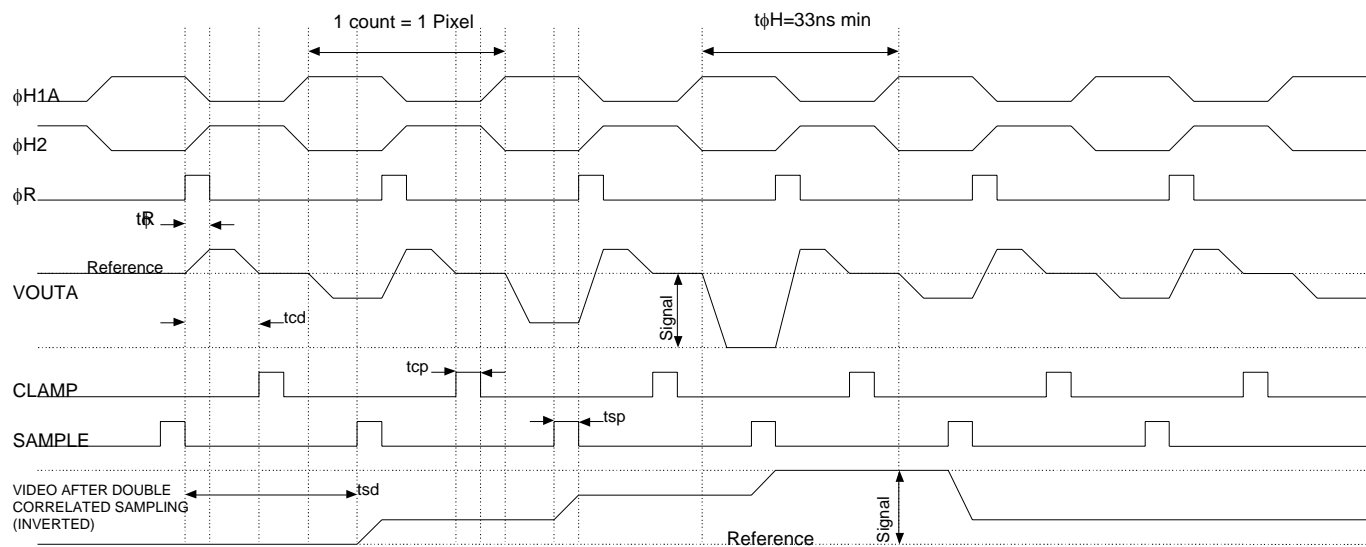 1 count = 1 Pixel
tϕH=33ns min
ϕH1A
ϕH2
ϕR
tϕR
Reference
VOUTA
tcd
Signal
tcp
CLAMP
tsp
SAMPLE
tsd
VIDEO AFTER DOUBLE
CORRELATED SAMPLING
(INVERTED)
Signal
Reference